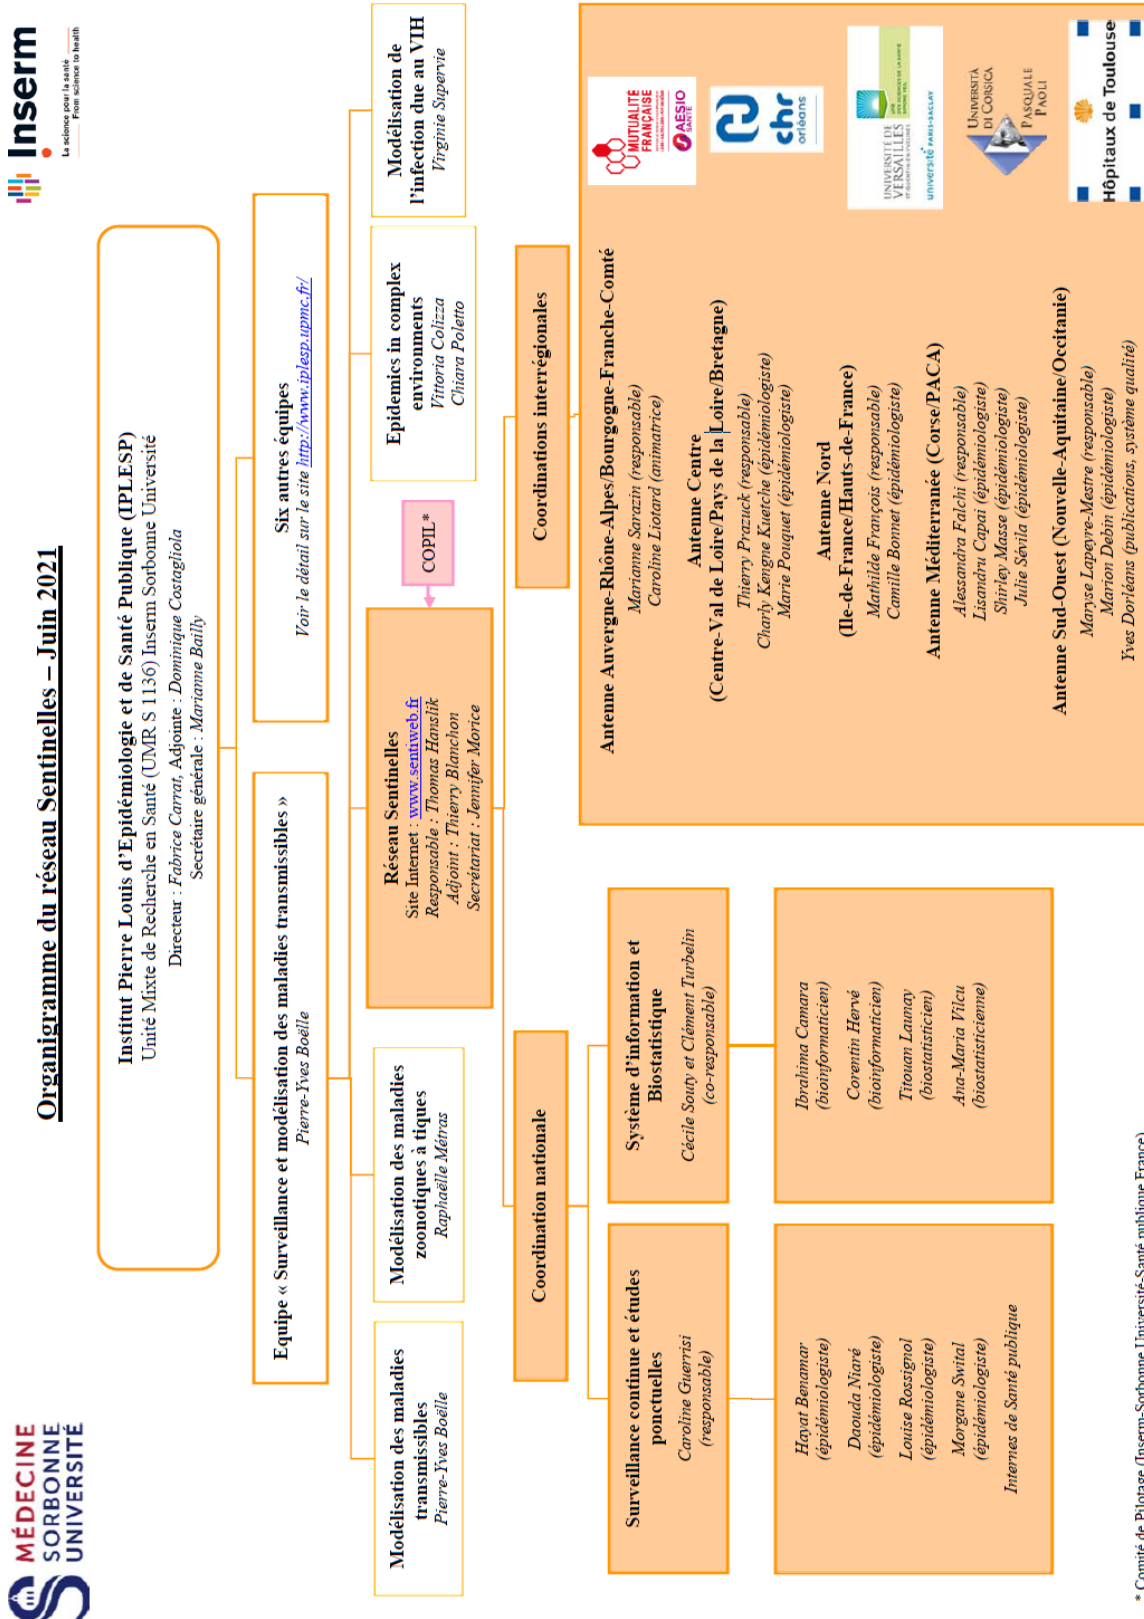 MÉDECINE
SORBONNE
UNIVERSITÉ
Organigramme du réseau Sentinelles – Juin 2021
Inserm
La science pour la santé
From science to health
Institut Pierre Louis d'Epidémiologie et de Santé Publique (IPLESP)
Unité Mixte de Recherche en Santé (UMR S 1136) Inserm Sorbonne Université
Directeur : Fabrice Carrat, Adjointe : Dominique Costagliola
Secrétaire générale : Marianne Bailly
Equipe « Surveillance et modélisation des maladies transmissibles »
Pierre-Yves Boëlle
Six autres équipes
Voir le détail sur le site http://www.iplesp.upmc.fr/
Modélisation des maladies
transmissibles
Pierre-Yves Boëlle
Modélisation des maladies
zoonotiques à tiques
Raphaëlle Métras
Réseau Sentinelles
Site Internet : www.sentiweb.fr
Responsable : Thomas Hanslik
Adjoint : Thierry Blanchon
Secrétariat : Jennifer Morice
COPIL*
Epidemics in complex
environments
Vittoria Colizza
Chiara Poletto
Modélisation de
l'infection due au VIH
Virginie Supervie
Coordination nationale
Coordinations interrégionales
Surveillance continue et études
ponctuelles
Caroline Guerrisi
(responsable)
Système d'information et
Biostatistique
Cécile Souty et Clément Turbelin
(co-responsable)
Hayat Benamar
(épidémiologiste)
Daouda Niaré
(épidémiologiste)
Louise Rossignol
(épidémiologiste)
Morgane Swital
(épidémiologiste)
Internes de Santé publique
Ibrahima Camara
(bioinformaticien)
Corentin Hervé
(bioinformaticien)
Titouan Launay
(biostatisticien)
Ana-Maria Vilcu
(biostatisticienne)
Antenne Auvergne-Rhône-Alpes/Bourgogne-Franche-Comté
Marianne Sarazin (responsable)
Caroline Liotard (animatrice)
MUTUALITÉ
FRANÇAISE
AESIO
SANTÉ
Antenne Centre
(Centre-Val de Loire/Pays de la Loire/Bretagne)
Thierry Prazuck (responsable)
Charly Kengne Kuetche (épidémiologiste)
Marie Pouquet (épidémiologiste)
chr
orléans
Antenne Nord
(Ile-de-France/Hauts-de-France)
Mathilde François (responsable)
Camille Bonnet (épidémiologiste)
UNIVERSITÉ DE
VERSAILLES
ST-QUENTIN-EN-YVELINES
université PARIS-SACLAY
Antenne Méditerranée (Corse/PACA)
Alessandra Falchi (responsable)
Lisandru Capai (épidémiologiste)
Shirley Masse (épidémiologiste)
Julie Sévila (épidémiologiste)
UNIVERSITÀ
DI CORSICA
PASQUALE
PAOLI
Antenne Sud-Ouest (Nouvelle-Aquitaine/Occitanie)
Maryse Lapeyre-Mestre (responsable)
Marion Debin (épidémiologiste)
Yves Dorléans (publications, système qualité)
Hôpitaux de Toulouse
* Comité de Pilotage (Inserm-Sorbonne Université-Santé publique France)